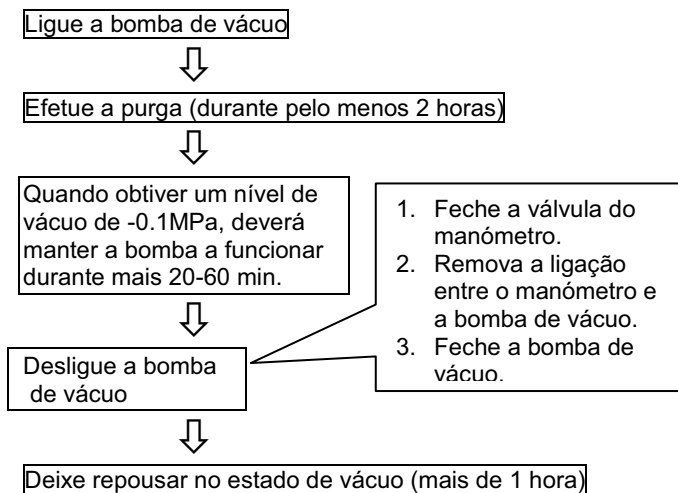 Ligue a bomba de vácuo
Efetue a purga (durante pelo menos 2 horas)
Quando obtiver um nível de
vácuo de -0.1MPa, deverá
manter a bomba a funcionar
durante mais 20-60 min.
1. Feche a válvula do
manómetro.
2. Remova a ligação
entre o manómetro e
a bomba de vácuo.
3. Feche a bomba de
vácuo.
Desligue a bomba
de vácuo
Deixe repousar no estado de vácuo (mais de 1 hora)